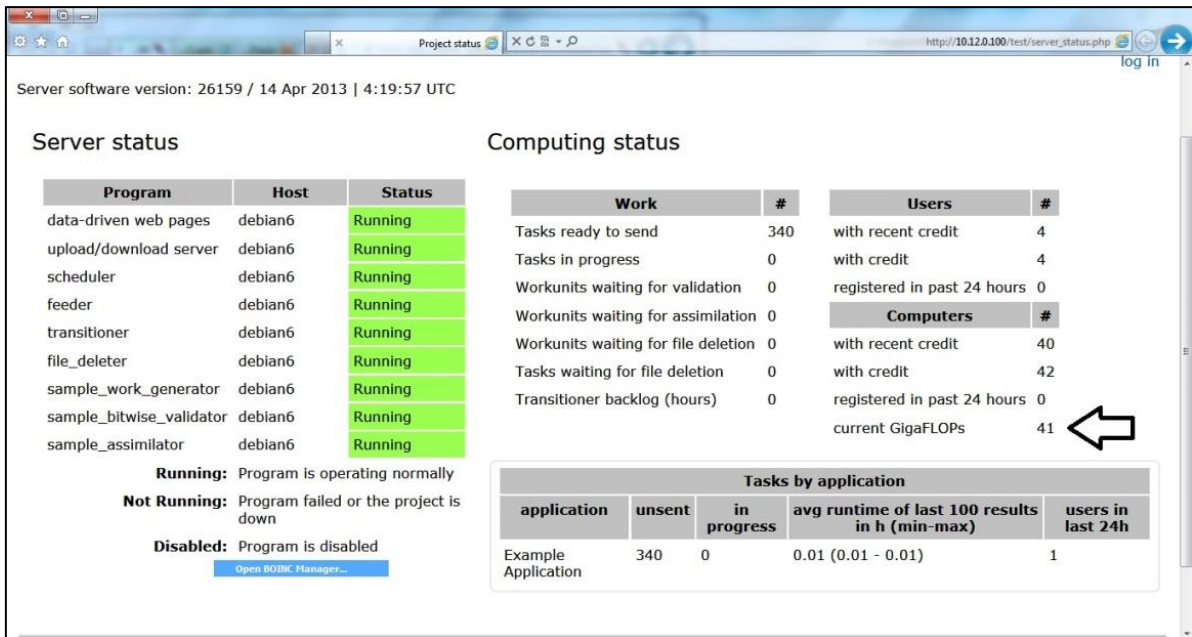 Project status
http://10.12.0.100/test/server_status.php
log in
Server software version: 26159 / 14 Apr 2013 | 4:19:57 UTC
Server status
Program Host Status
data-driven web pages debian6 Running
upload/download server debian6 Running
scheduler debian6 Running
feeder debian6 Running
transitioner debian6 Running
file_deleter debian6 Running
sample_work_generator debian6 Running
sample_bitwise_validator debian6 Running
sample_assimilator debian6 Running
Running: Program is operating normally
Not Running: Program failed or the project is
down
Disabled: Program is disabled
Open BOINC Manager...
Computing status
Work #
Tasks ready to send 340
Tasks in progress 0
Workunits waiting for validation 0
Workunits waiting for assimilation 0
Workunits waiting for file deletion 0
Tasks waiting for file deletion 0
Transitioner backlog (hours) 0
Users #
with recent credit 4
with credit 4
registered in past 24 hours 0
Computers #
with recent credit 40
with credit 42
registered in past 24 hours 0
current GigaFLOPs 41
Tasks by application
application unsent in progress avg runtime of last 100 results in h (min-max) users in last 24h
Example Application 340 0 0.01 (0.01 - 0.01) 1